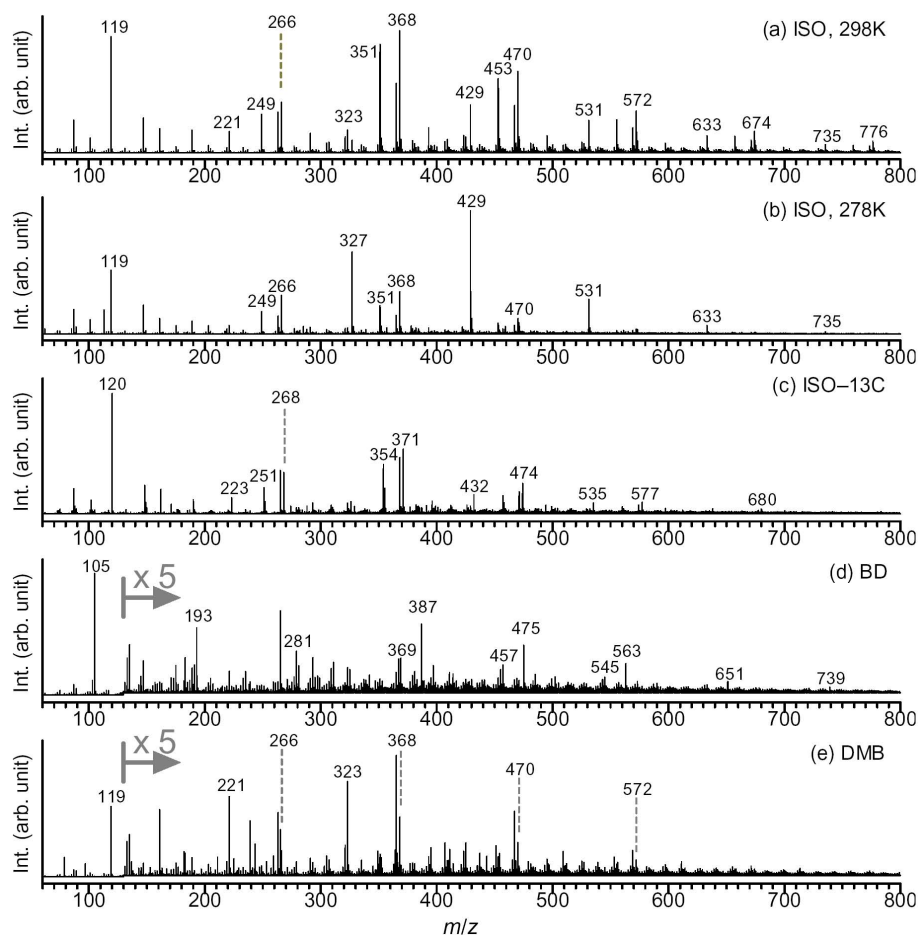 119 266 351 368 (a) ISO, 298K
249 221 323 429 453 470 531 572 633 674 735 776
Int. (arb. unit)
100 200 300 400 500 600 700 800
429 (b) ISO, 278K
119 249 266 327 351 368 470 531 633 735
Int. (arb. unit)
100 200 300 400 500 600 700 800
120 268 (c) ISO–13C
223 251 354 371 432 474 535 577 680
Int. (arb. unit)
100 200 300 400 500 600 700 800
105 x 5 (d) BD
193 281 369 387 457 475 545 563 651 739
Int. (arb. unit)
100 200 300 400 500 600 700 800
x 5 266 368 (e) DMB
119 221 323 470 572
Int. (arb. unit)
100 200 300 400 500 600 700 800
m/z